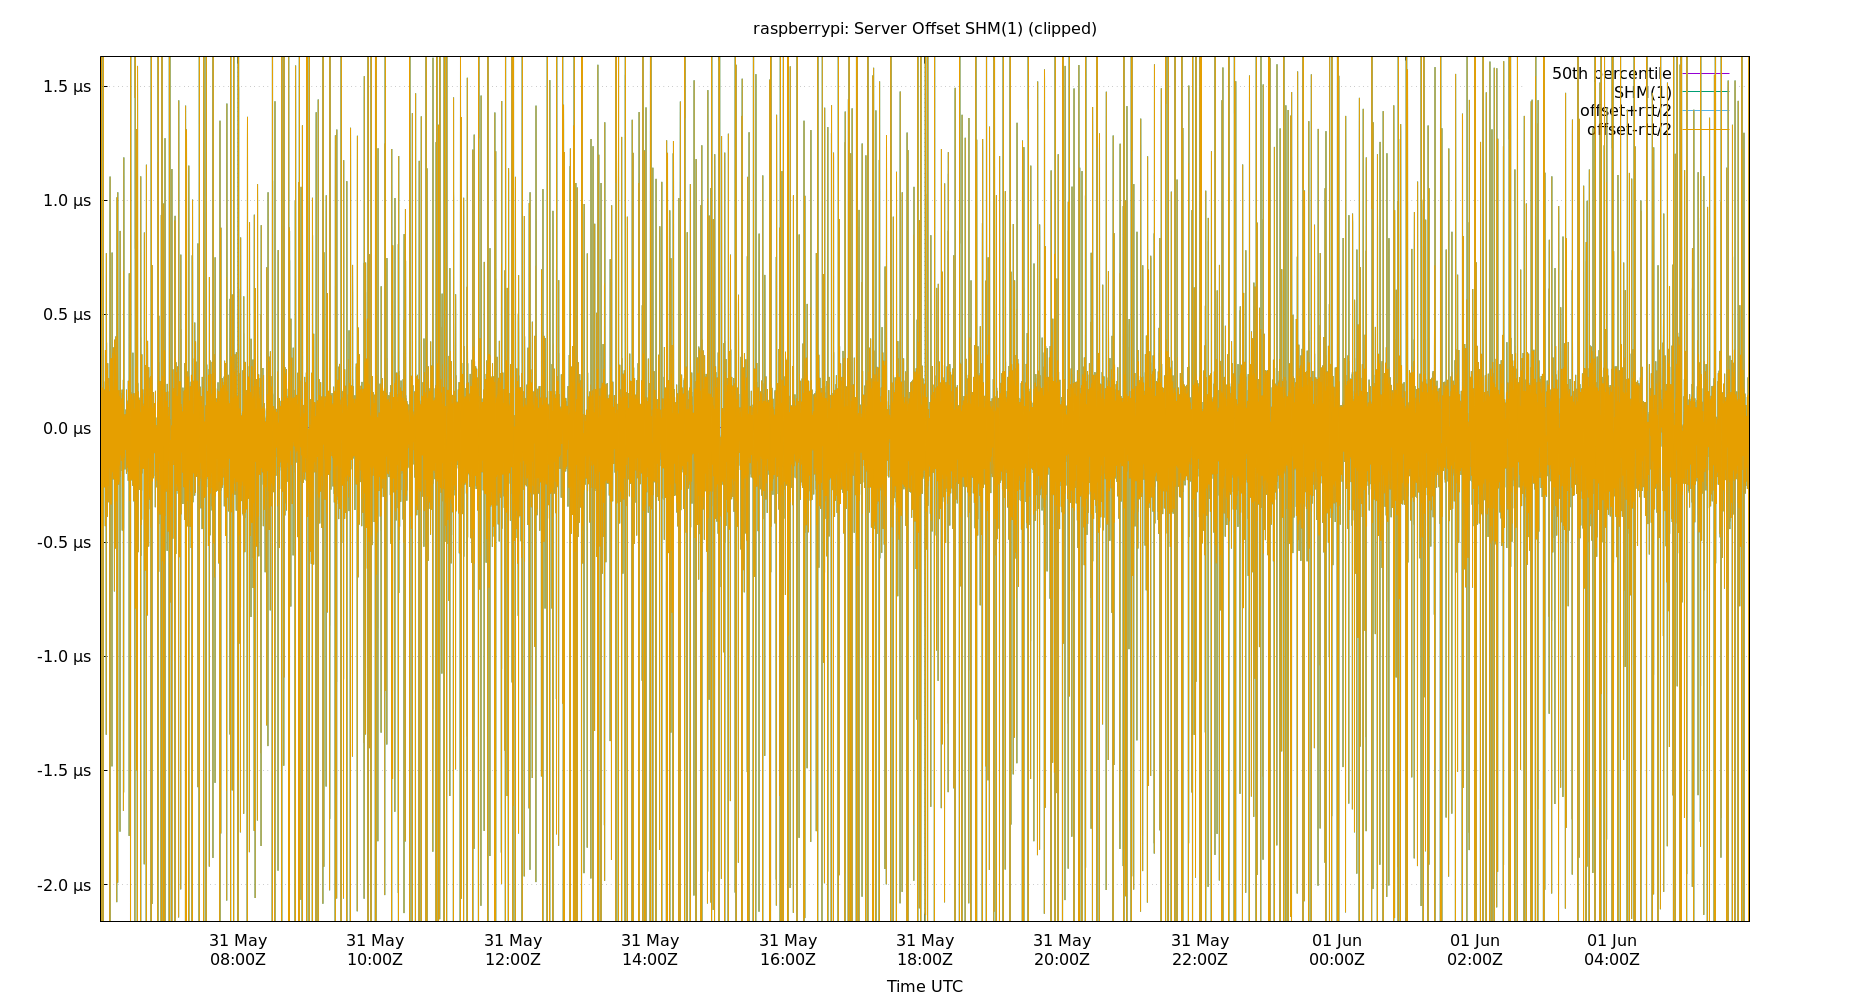 raspberrypi: Server Offset SHM(1) (clipped)
50th percentile
SHM(1)
offset+rtt/2
offset-rtt/2
1.5 µs
1.0 µs
0.5 µs
0.0 µs
-0.5 µs
-1.0 µs
-1.5 µs
-2.0 µs
31 May 31 May 31 May 31 May 31 May 31 May 31 May 31 May 01 Jun 01 Jun 01 Jun
08:00Z 10:00Z 12:00Z 14:00Z 16:00Z 18:00Z 20:00Z 22:00Z 00:00Z 02:00Z 04:00Z
Time UTC